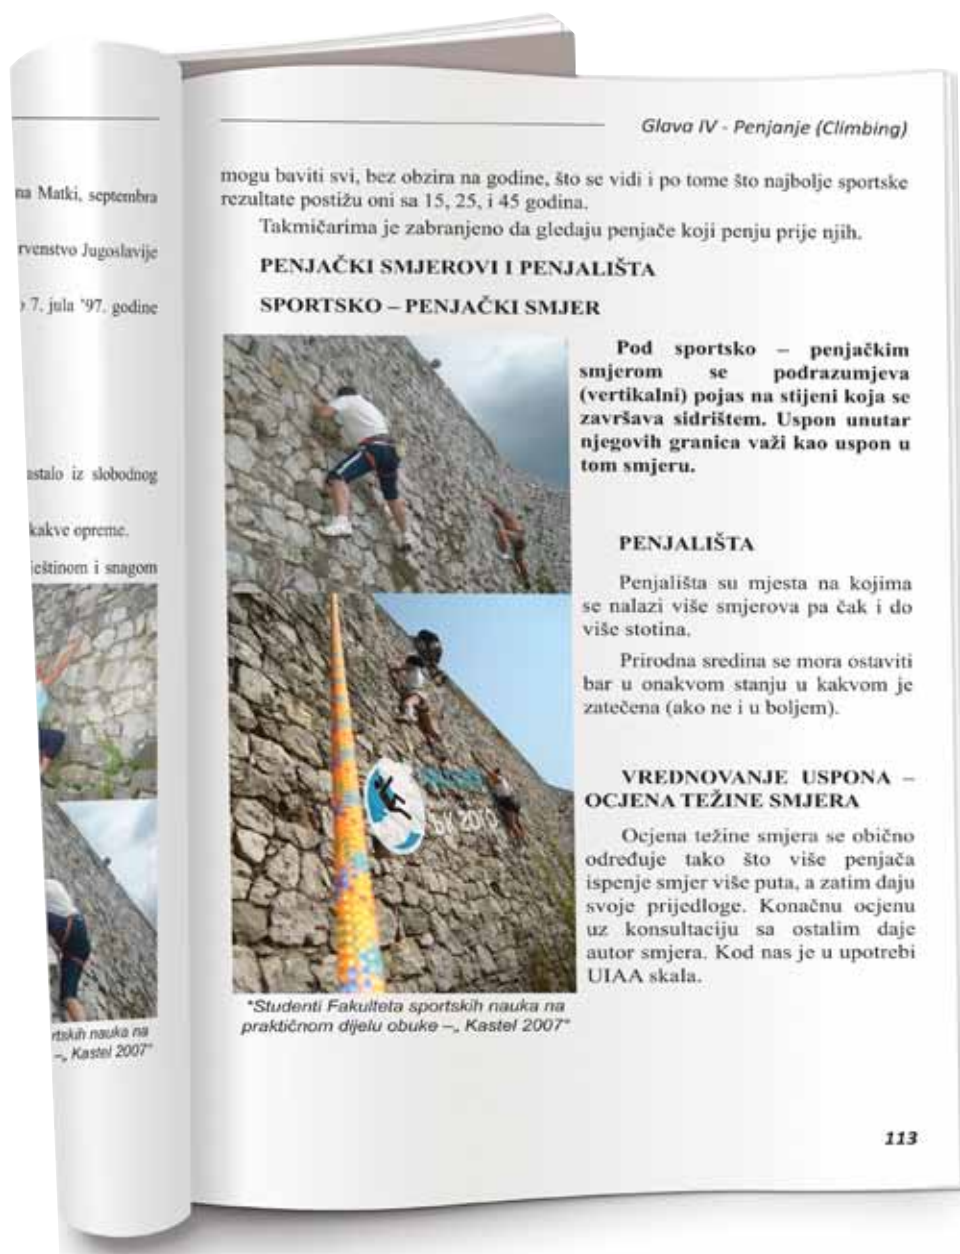 na Matki, septembra
rvenstvo Jugoslavije
7. jula '97. godine
astalo iz slobodnog
kakve opreme.
ještinom i snagom
rtskih nauka na
–„ Kastel 2007"
Glava IV - Penjanje (Climbing)
mogu baviti svi, bez obzira na godine, što se vidi i po tome što najbolje sportske
rezultate postižu oni sa 15, 25, i 45 godina.
Takmičarima je zabranjeno da gledaju penjače koji penju prije njih.
PENJAČKI SMJEROVI I PENJALIŠTA
SPORTSKO – PENJAČKI SMJER
Pod sportsko – penjačkim
smjerom se podrazumjeva
(vertikalni) pojas na stijeni koja se
završava sidrištem. Uspon unutar
njegovih granica važi kao uspon u
tom smjeru.
PENJALIŠTA
Penjališta su mjesta na kojima
se nalazi više smjerova pa čak i do
više stotina.
Prirodna sredina se mora ostaviti
bar u onakvom stanju u kakvom je
zatečena (ako ne i u boljem).
VREDNOVANJE USPONA –
OCJENA TEŽINE SMJERA
Ocjena težine smjera se obično
određuje tako što više penjača
ispenje smjer više puta, a zatim daju
svoje prijedloge. Konačnu ocjenu
uz konsultaciju sa ostalim daje
autor smjera. Kod nas je u upotrebi
UIAA skala.
2010
"Studenti Fakulteta sportskih nauka na
praktičnom dijelu obuke –„ Kastel 2007"
113